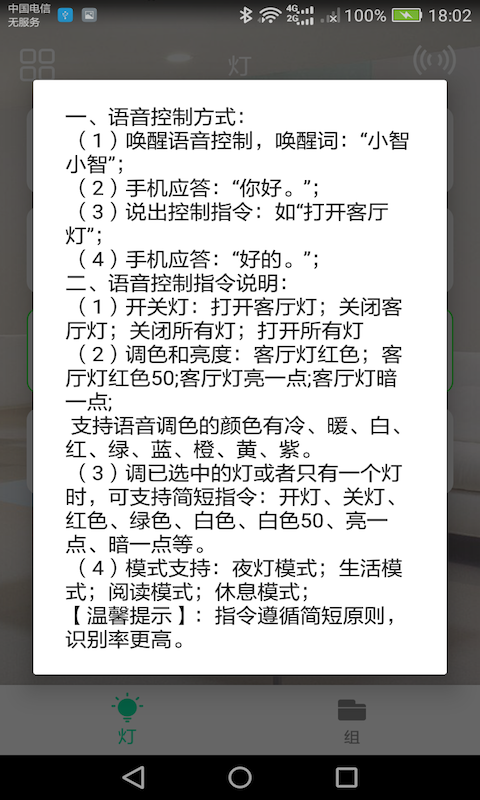 中国电信
无服务
4G
2G
100%
18:02
灯
一、语音控制方式：
（1）唤醒语音控制，唤醒词：“小智
小智”；
（2）手机应答：“你好。”；
（3）说出控制指令：如“打开客厅
灯”；
（4）手机应答：“好的。”；
二、语音控制指令说明：
（1）开关灯：打开客厅灯；关闭客
厅灯；关闭所有灯；打开所有灯
（2）调色和亮度：客厅灯红色；客
厅灯红色50;客厅灯亮一点;客厅灯暗
一点;
支持语音调色的颜色有冷、暖、白、
红、绿、蓝、橙、黄、紫。
（3）调已选中的灯或者只有一个灯
时，可支持简短指令：开灯、关灯、
红色、绿色、白色、白色50、亮一
点、暗一点等。
（4）模式支持：夜灯模式；生活模
式；阅读模式；休息模式；
【温馨提示】：指令遵循简短原则，
识别率更高。
灯
组